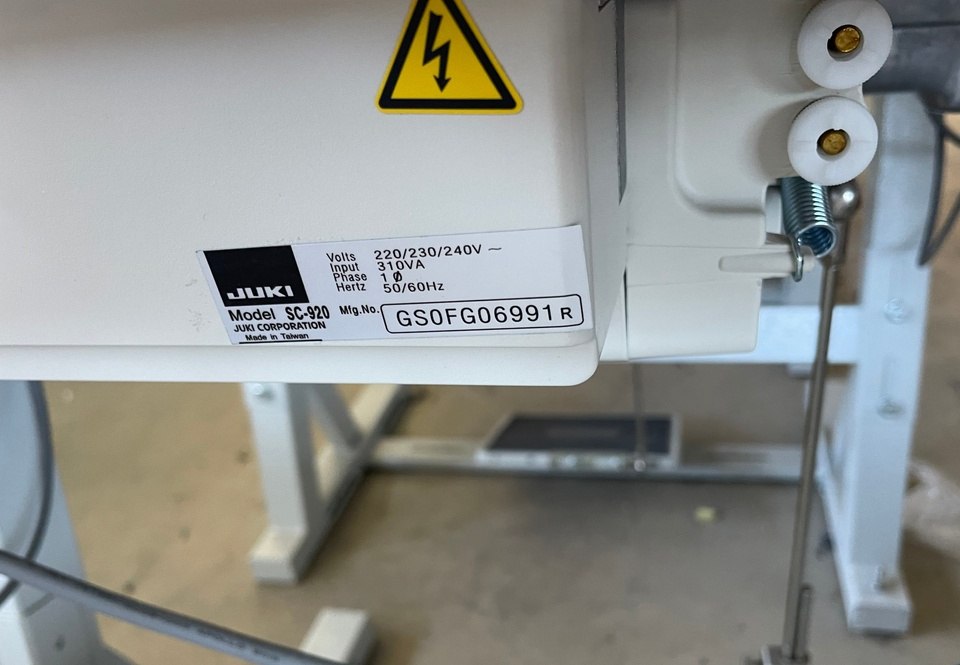 JUKI
Volts 220/230/240V ~
Input 310VA
Phase 1 Ø
Hertz 50/60Hz
Model SC-920
JUKI CORPORATION
Made in Taiwan
Mfg.No. GS0FG06991 R